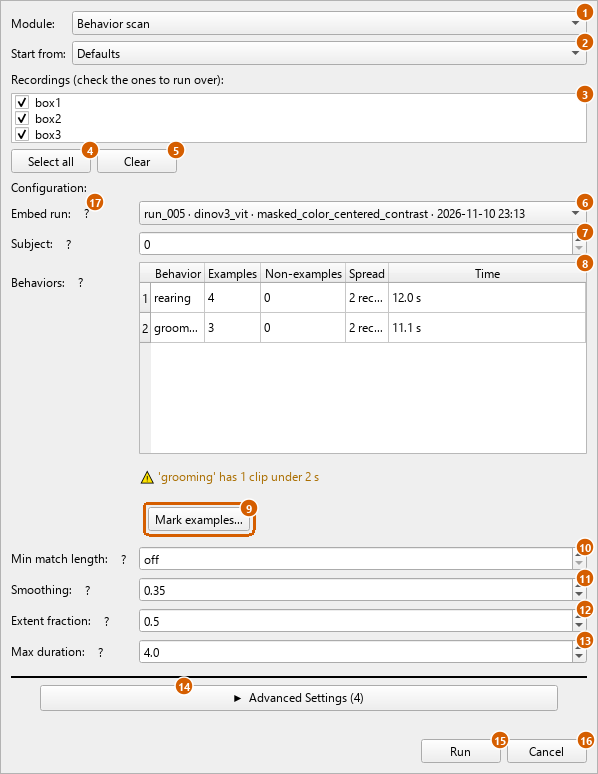 Module: Behavior scan 1
Start from: Defaults 2
Recordings (check the ones to run over):
3
box1
box2
box3
Select all 4 Clear 5
Configuration:
Embed run: ? 17 run_005 · dinov3_vit · masked_color_centered_contrast · 2026-11-10 23:13 6
Subject: ? 0 7
Behaviors: ? 8
Behavior Examples Non-examples Spread Time
1 rearing 4 0 2 rec... 12.0 s
2 groom... 3 0 2 rec... 11.1 s
'grooming' has 1 clip under 2 s
Mark examples... 9
Min match length: ? off 10
Smoothing: ? 0.35 11
Extent fraction: ? 0.5 12
Max duration: ? 4.0 13
14
► Advanced Settings (4)
Run 15 Cancel 16